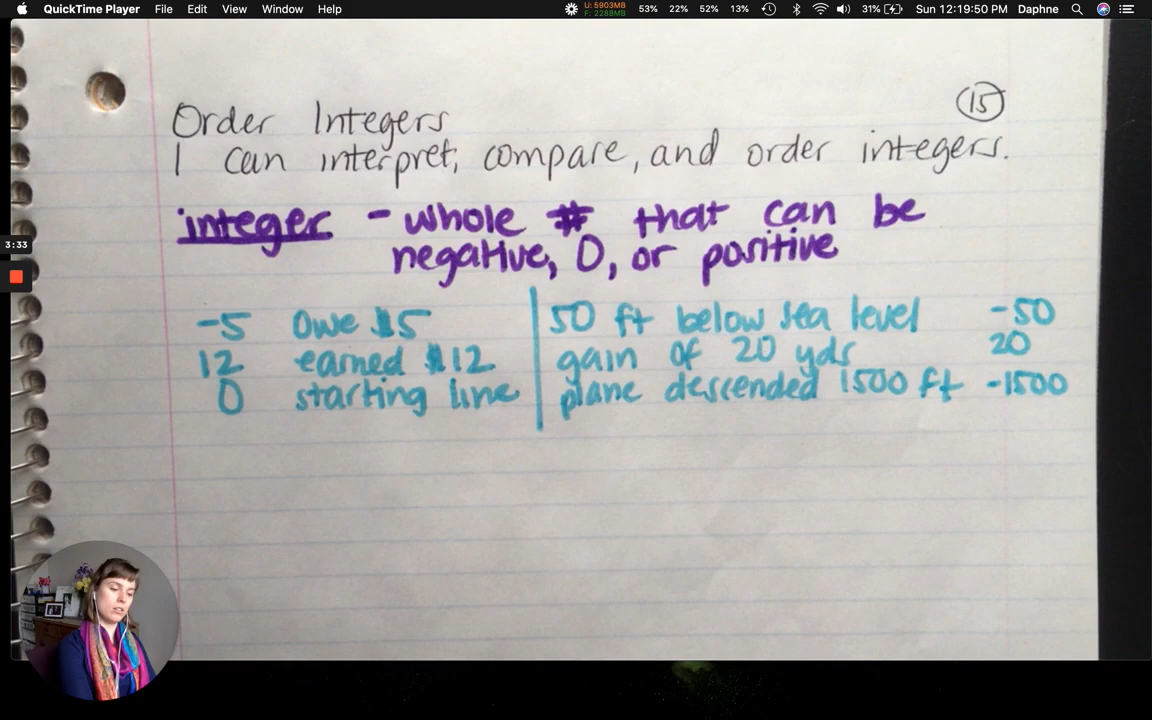 QuickTime Player File Edit View Window Help U: 5903MB F: 2288MB 53% 22% 52% 13% 31% Sun 12:19:50 PM Daphne
15
Order Integers
I can interpret, compare, and order integers.
integer - whole # that can be
negative, 0, or positive
3:33
-5 owe $5
12 earned $12
0 starting line
50 ft below sea level -50
gain of 20 yds 20
plane descended 1500 ft -1500